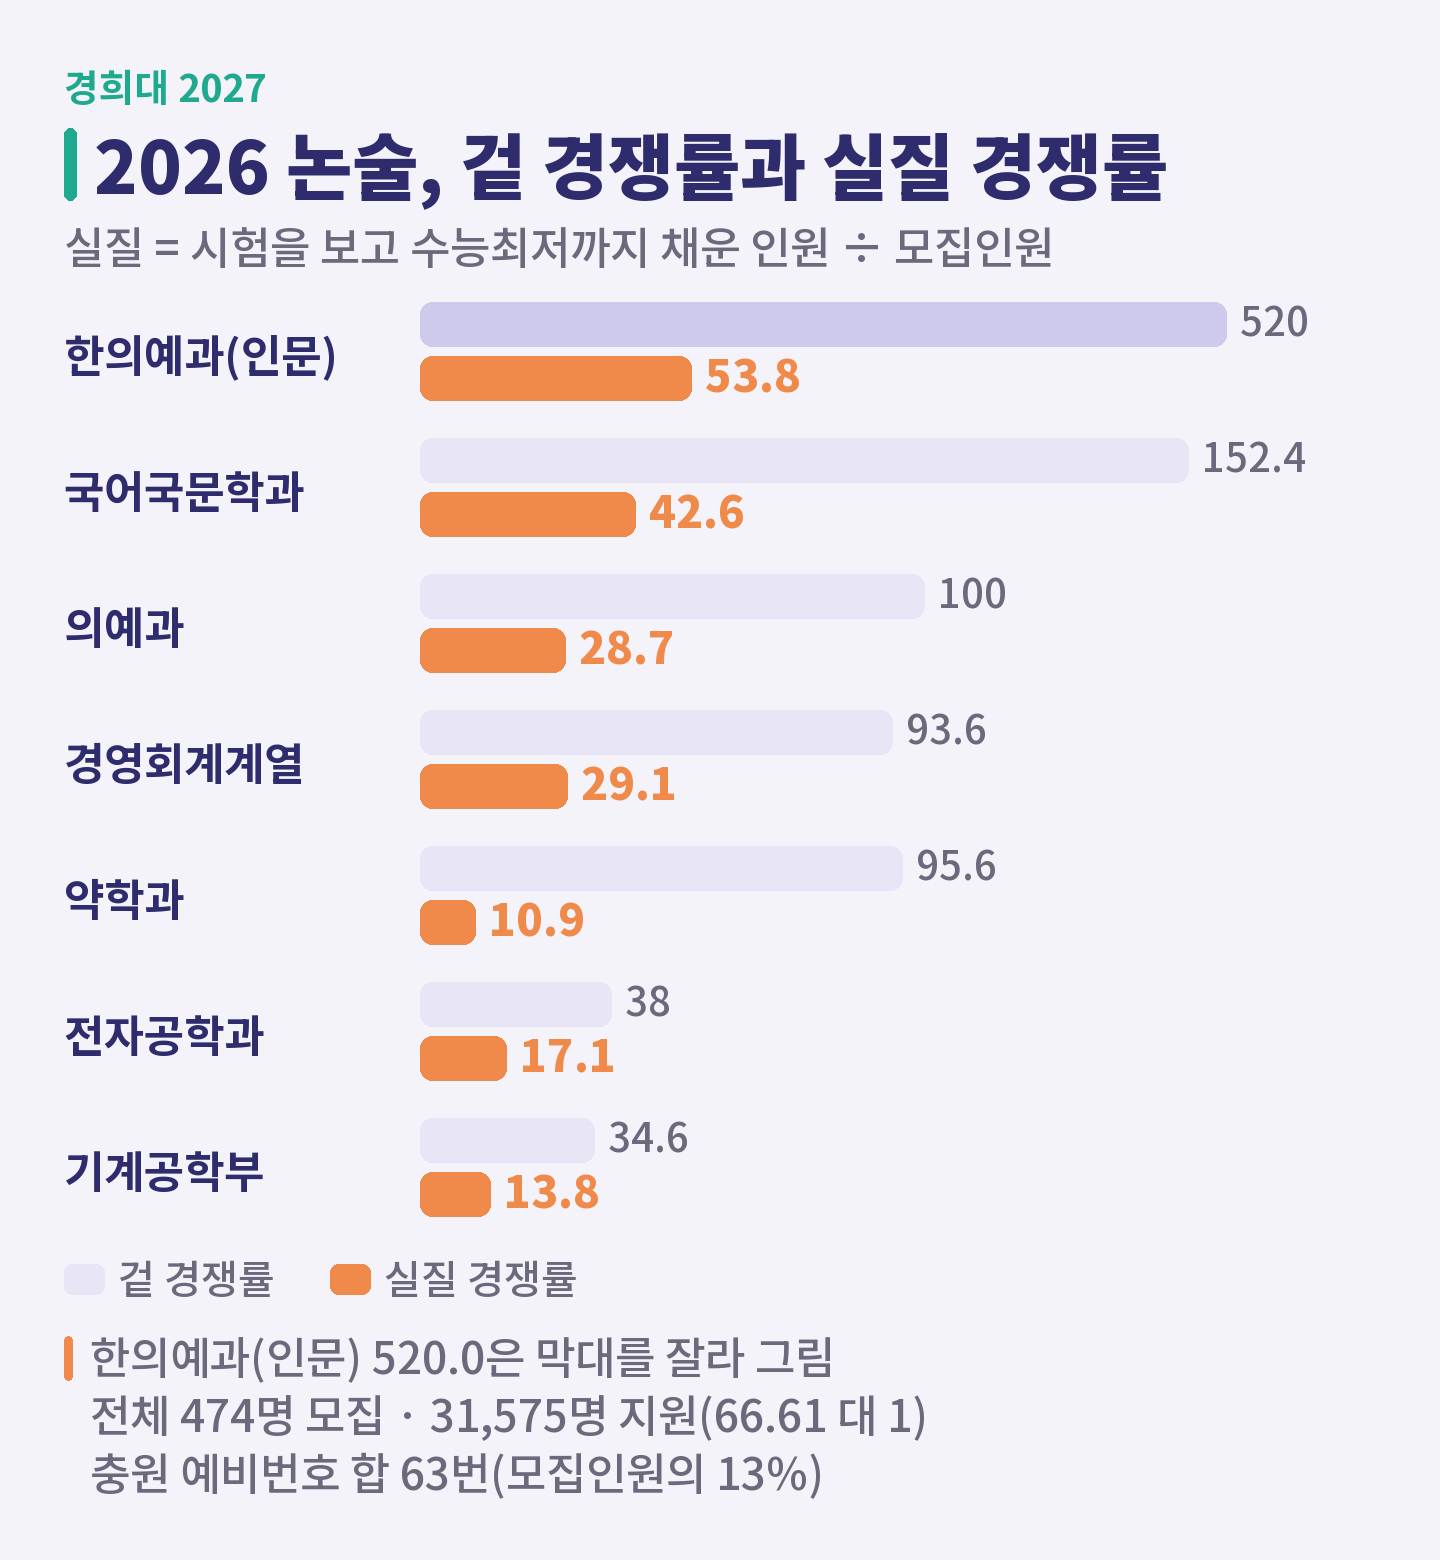 경희대 2027
2026 논술, 겉 경쟁률과 실질 경쟁률
실질 = 시험을 보고 수능최저까지 채운 인원 ÷ 모집인원
한의예과(인문)
520
53.8
국어국문학과
152.4
42.6
의예과
100
28.7
경영회계계열
93.6
29.1
약학과
95.6
10.9
전자공학과
38
17.1
기계공학부
34.6
13.8
겉 경쟁률
실질 경쟁률
한의예과(인문) 520.0은 막대를 잘라 그림
전체 474명 모집 · 31,575명 지원(66.61 대 1)
충원 예비번호 합 63번(모집인원의 13%)